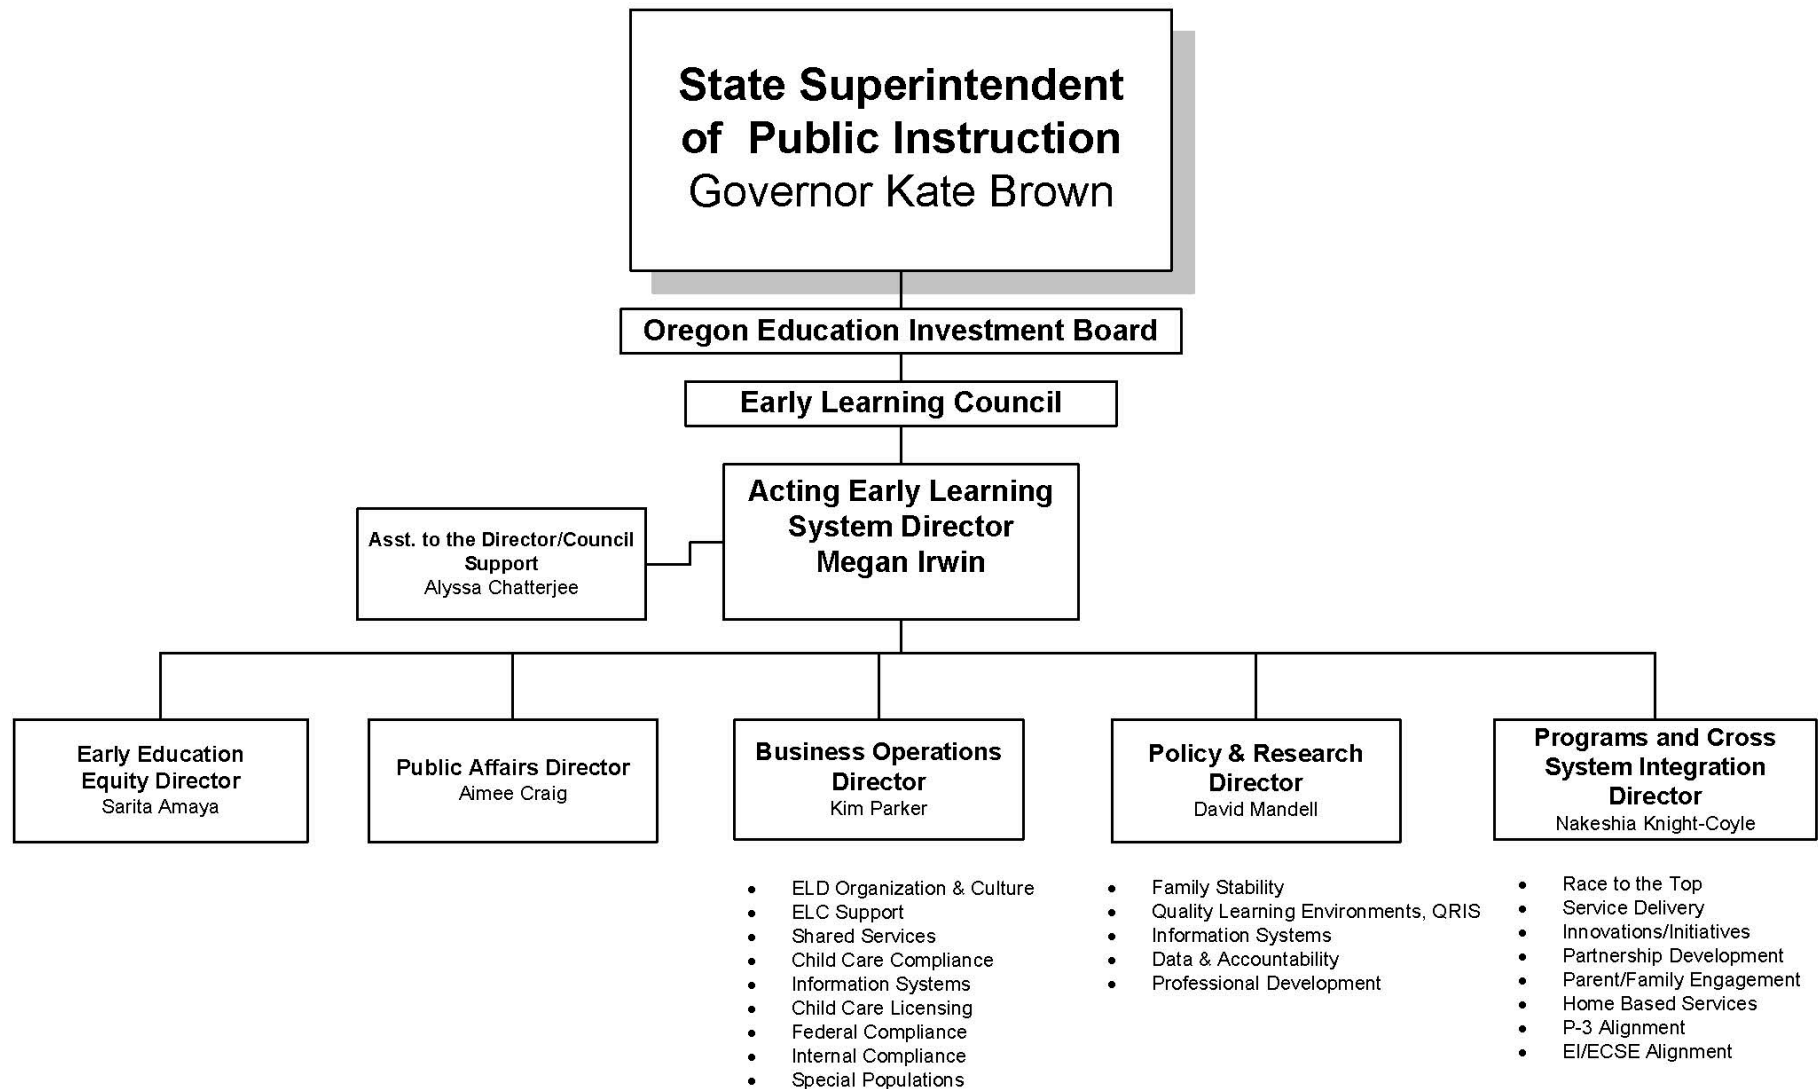 State Superintendent
of Public Instruction
Governor Kate Brown
Oregon Education Investment Board
Early Learning Council
Acting Early Learning
System Director
Megan Irwin
Asst. to the Director/Council
Support
Alyssa Chatterjee
Early Education
Equity Director
Sarita Amaya
Public Affairs Director
Aimee Craig
Business Operations
Director
Kim Parker
Policy & Research
Director
David Mandell
Programs and Cross
System Integration
Director
Nakeshia Knight-Coyle
• ELD Organization & Culture
• ELC Support
• Shared Services
• Child Care Compliance
• Information Systems
• Child Care Licensing
• Federal Compliance
• Internal Compliance
• Special Populations
• Family Stability
• Quality Learning Environments, QRIS
• Information Systems
• Data & Accountability
• Professional Development
• Race to the Top
• Service Delivery
• Innovations/Initiatives
• Partnership Development
• Parent/Family Engagement
• Home Based Services
• P-3 Alignment
• EI/ECSE Alignment